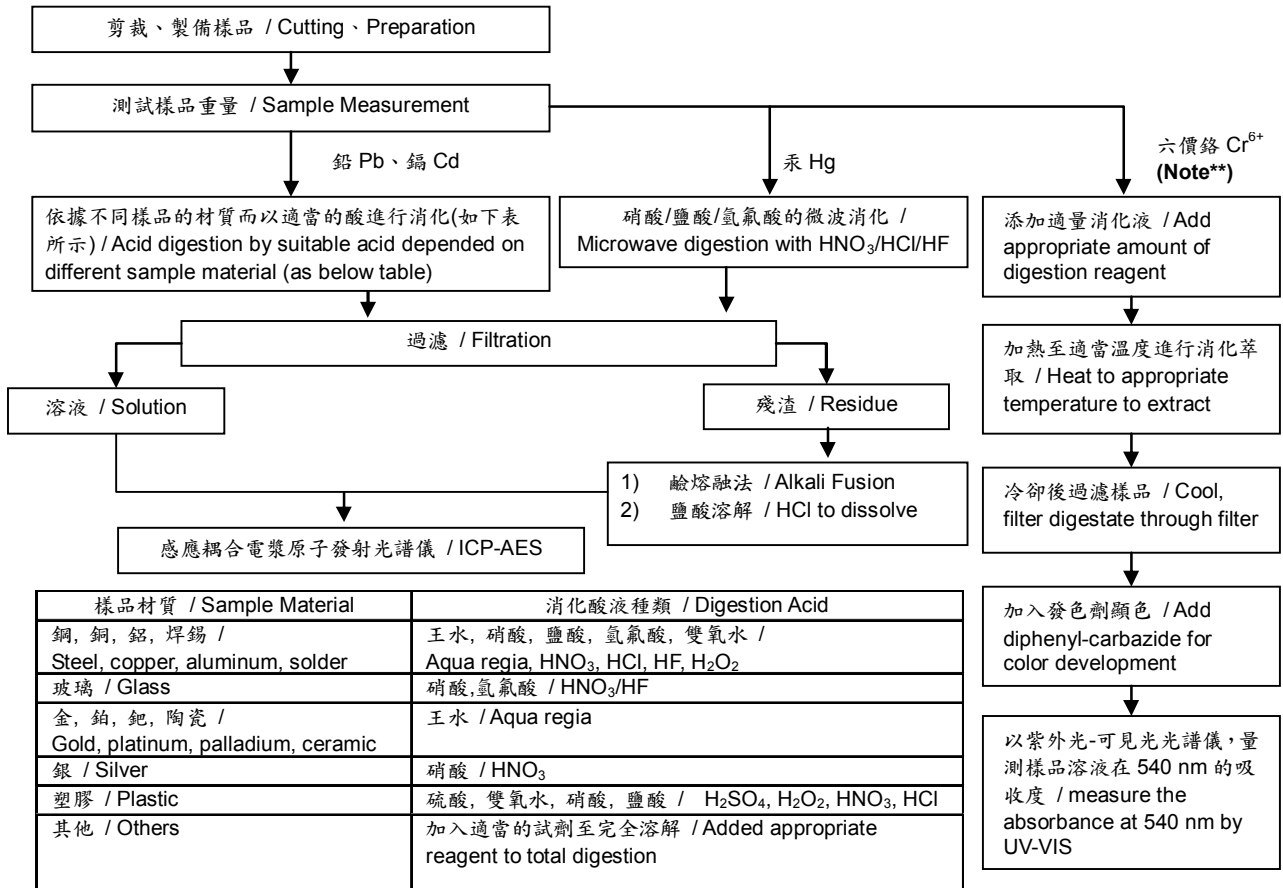 剪裁、製備樣品 / Cutting、Preparation
測試樣品重量 / Sample Measurement
鉛 Pb、鎘 Cd
汞 Hg
六價鉻 Cr⁶⁺
(Note**)
依據不同樣品的材質而以適當的酸進行消化(如下表
所示) / Acid digestion by suitable acid depended on
different sample material (as below table)
硝酸/鹽酸/氫氟酸的微波消化 /
Microwave digestion with HNO₃/HCl/HF
添加適量消化液 / Add
appropriate amount of
digestion reagent
過濾 / Filtration
加熱至適當溫度進行消化萃
取 / Heat to appropriate
temperature to extract
溶液 / Solution
殘渣 / Residue
1) 鹼熔融法 / Alkali Fusion
2) 鹽酸溶解 / HCl to dissolve
冷卻後過濾樣品 / Cool,
filter digestate through filter
感應耦合電漿原子發射光譜儀 / ICP-AES
加入發色劑顯色 / Add
diphenyl-carbazide for
color development
以紫外光-可見光光譜儀，量
測樣品溶液在 540 nm 的吸
收度 / measure the
absorbance at 540 nm by
UV-VIS
樣品材質 / Sample Material
消化酸液種類 / Digestion Acid
鋼, 銅, 鋁, 焊錫 /
Steel, copper, aluminum, solder
王水, 硝酸, 鹽酸, 氫氟酸, 雙氧水 /
Aqua regia, HNO₃, HCl, HF, H₂O₂
玻璃 / Glass
硝酸,氫氟酸 / HNO₃/HF
金, 鉑, 鈀, 陶瓷 /
Gold, platinum, palladium, ceramic
王水 / Aqua regia
銀 / Silver
硝酸 / HNO₃
塑膠 / Plastic
硫酸, 雙氧水, 硝酸, 鹽酸 / H₂SO₄, H₂O₂, HNO₃, HCl
其他 / Others
加入適當的試劑至完全溶解 / Added appropriate
reagent to total digestion